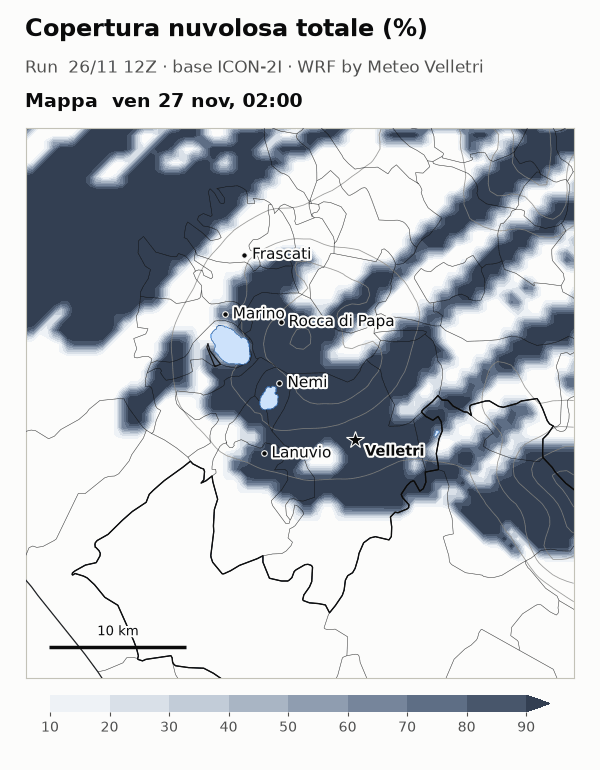 Copertura nuvolosa totale (%)
Run  26/11 12Z · base ICON-2I · WRF by Meteo Velletri
Mappa  ven 27 nov, 02:00
Frascati
Marino
Rocca di Papa
Nemi
Velletri
Lanuvio
10 km
10 20 30 40 50 60 70 80 90